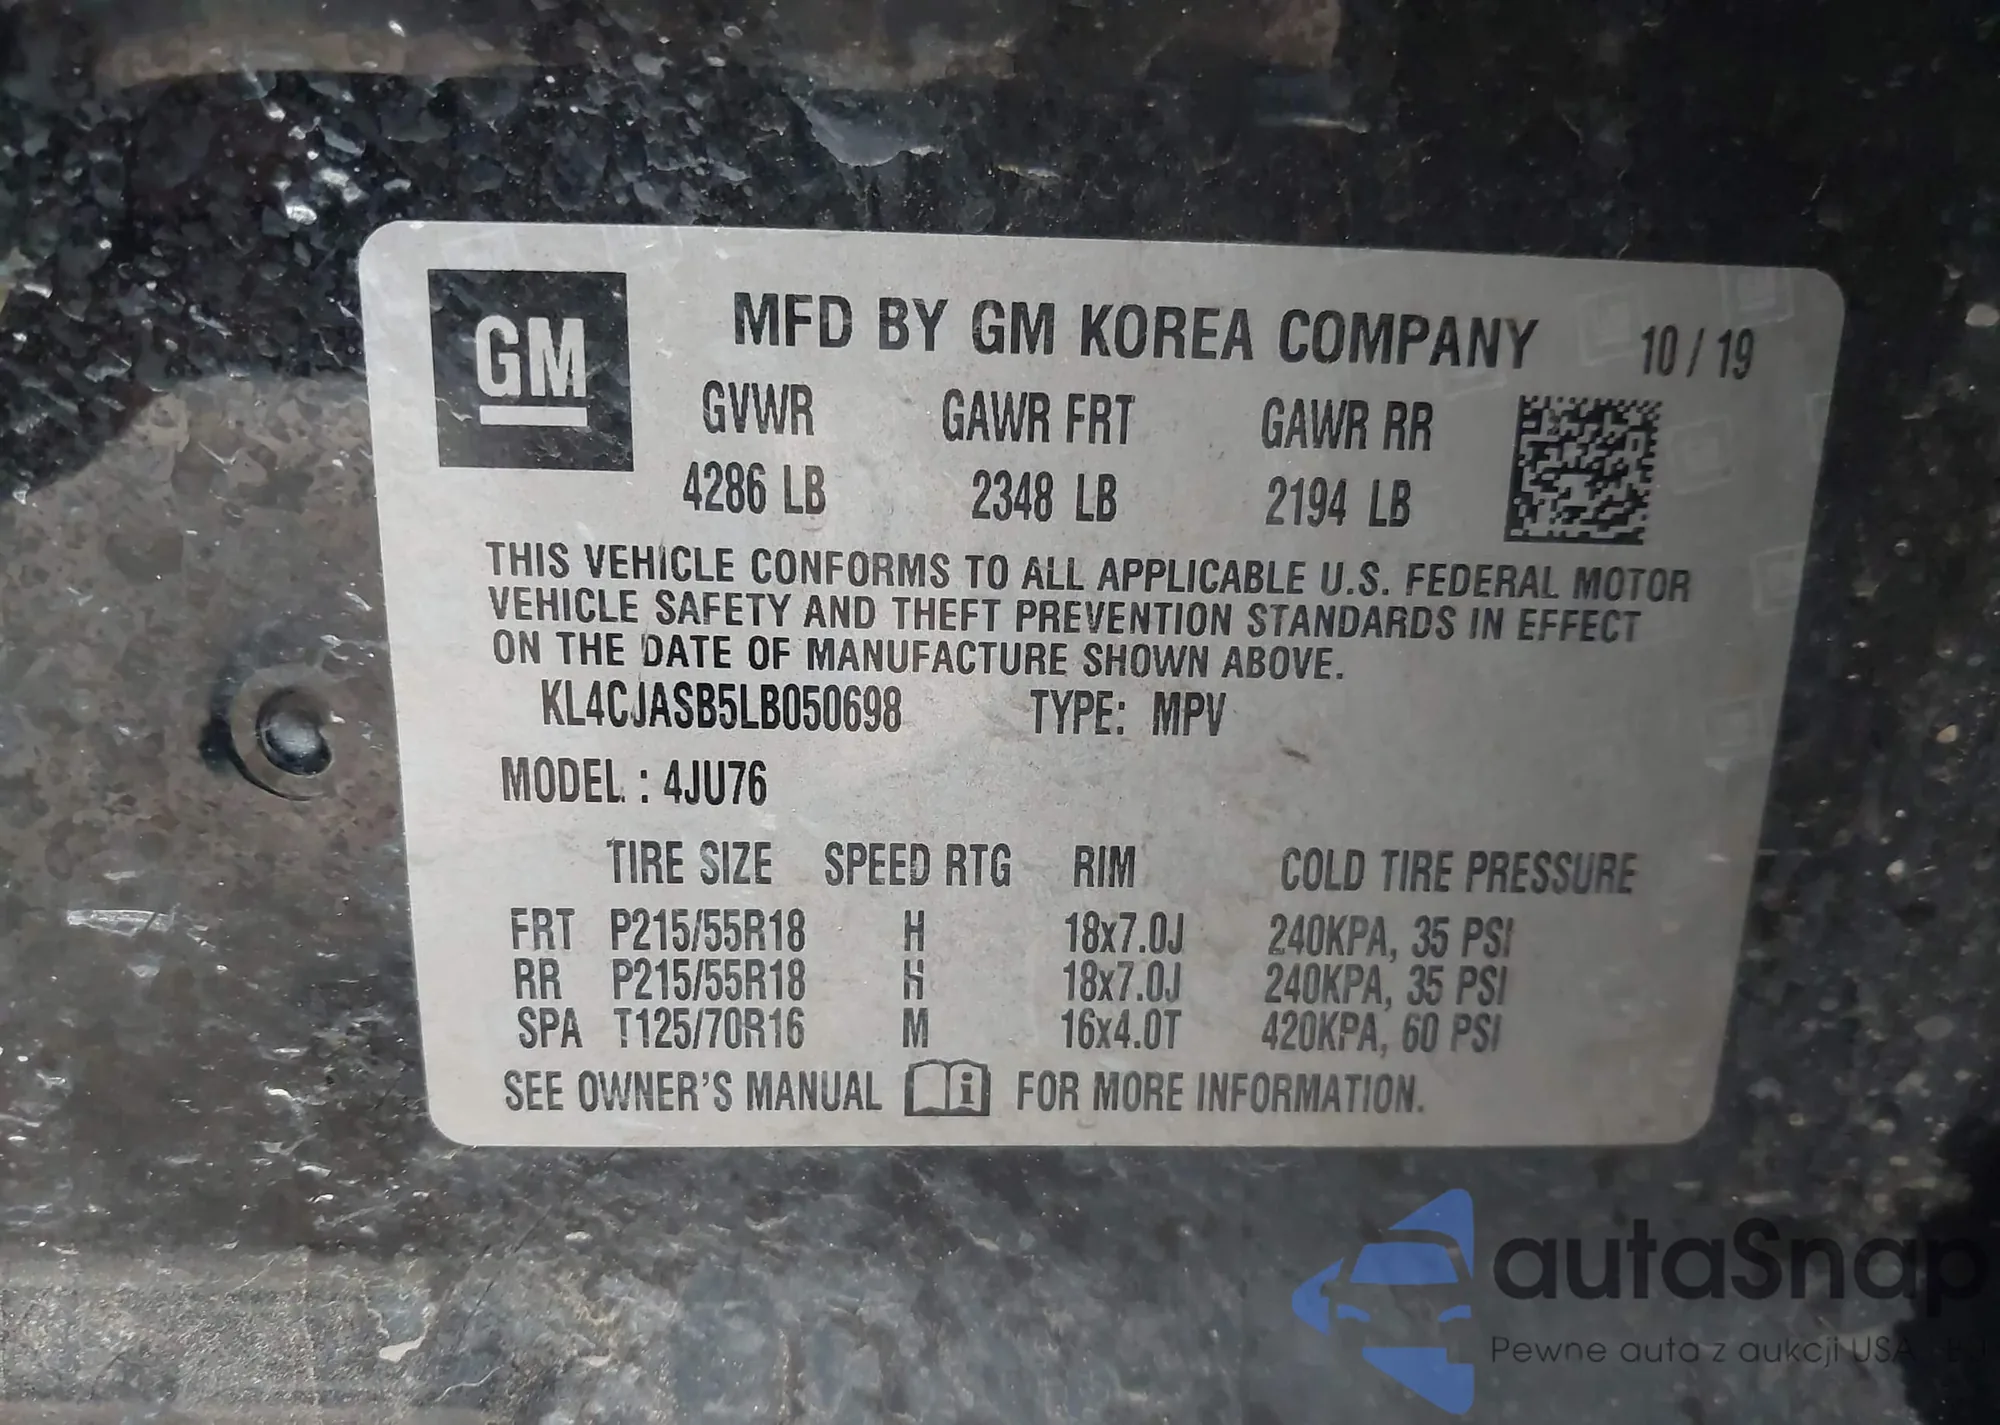 GM
MFD BY GM KOREA COMPANY 10 / 19
GVWR GAWR FRT GAWR RR
4286 LB 2348 LB 2194 LB
THIS VEHICLE CONFORMS TO ALL APPLICABLE U.S. FEDERAL MOTOR
VEHICLE SAFETY AND THEFT PREVENTION STANDARDS IN EFFECT
ON THE DATE OF MANUFACTURE SHOWN ABOVE.
KL4CJASB5LB050698 TYPE: MPV
MODEL : 4JU76
TIRE SIZE SPEED RTG RIM COLD TIRE PRESSURE
FRT P215/55R18 H 18x7.0J 240KPA, 35 PSI
RR P215/55R18 H 18x7.0J 240KPA, 35 PSI
SPA T125/70R16 M 16x4.0T 420KPA, 60 PSI
SEE OWNER'S MANUAL i FOR MORE INFORMATION.
autaSnap
Pewne auta z aukcji USA